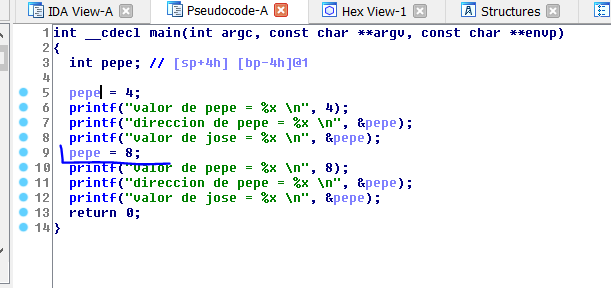 IDA View-A Pseudocode-A Hex View-1 Structures
1 int __cdecl main(int argc, const char **argv, const char **envp)
2 {
3 int pepe; // [sp+4h] [bp-4h]@1
4
5 pepe = 4;
6 printf("valor de pepe = %x \n", 4);
7 printf("direccion de pepe = %x \n", &pepe);
8 printf("valor de jose = %x \n", &pepe);
9 pepe = 8;
10 printf("valor de pepe = %x \n", 8);
11 printf("direccion de pepe = %x \n", &pepe);
12 printf("valor de jose = %x \n", &pepe);
13 return 0;
14 }